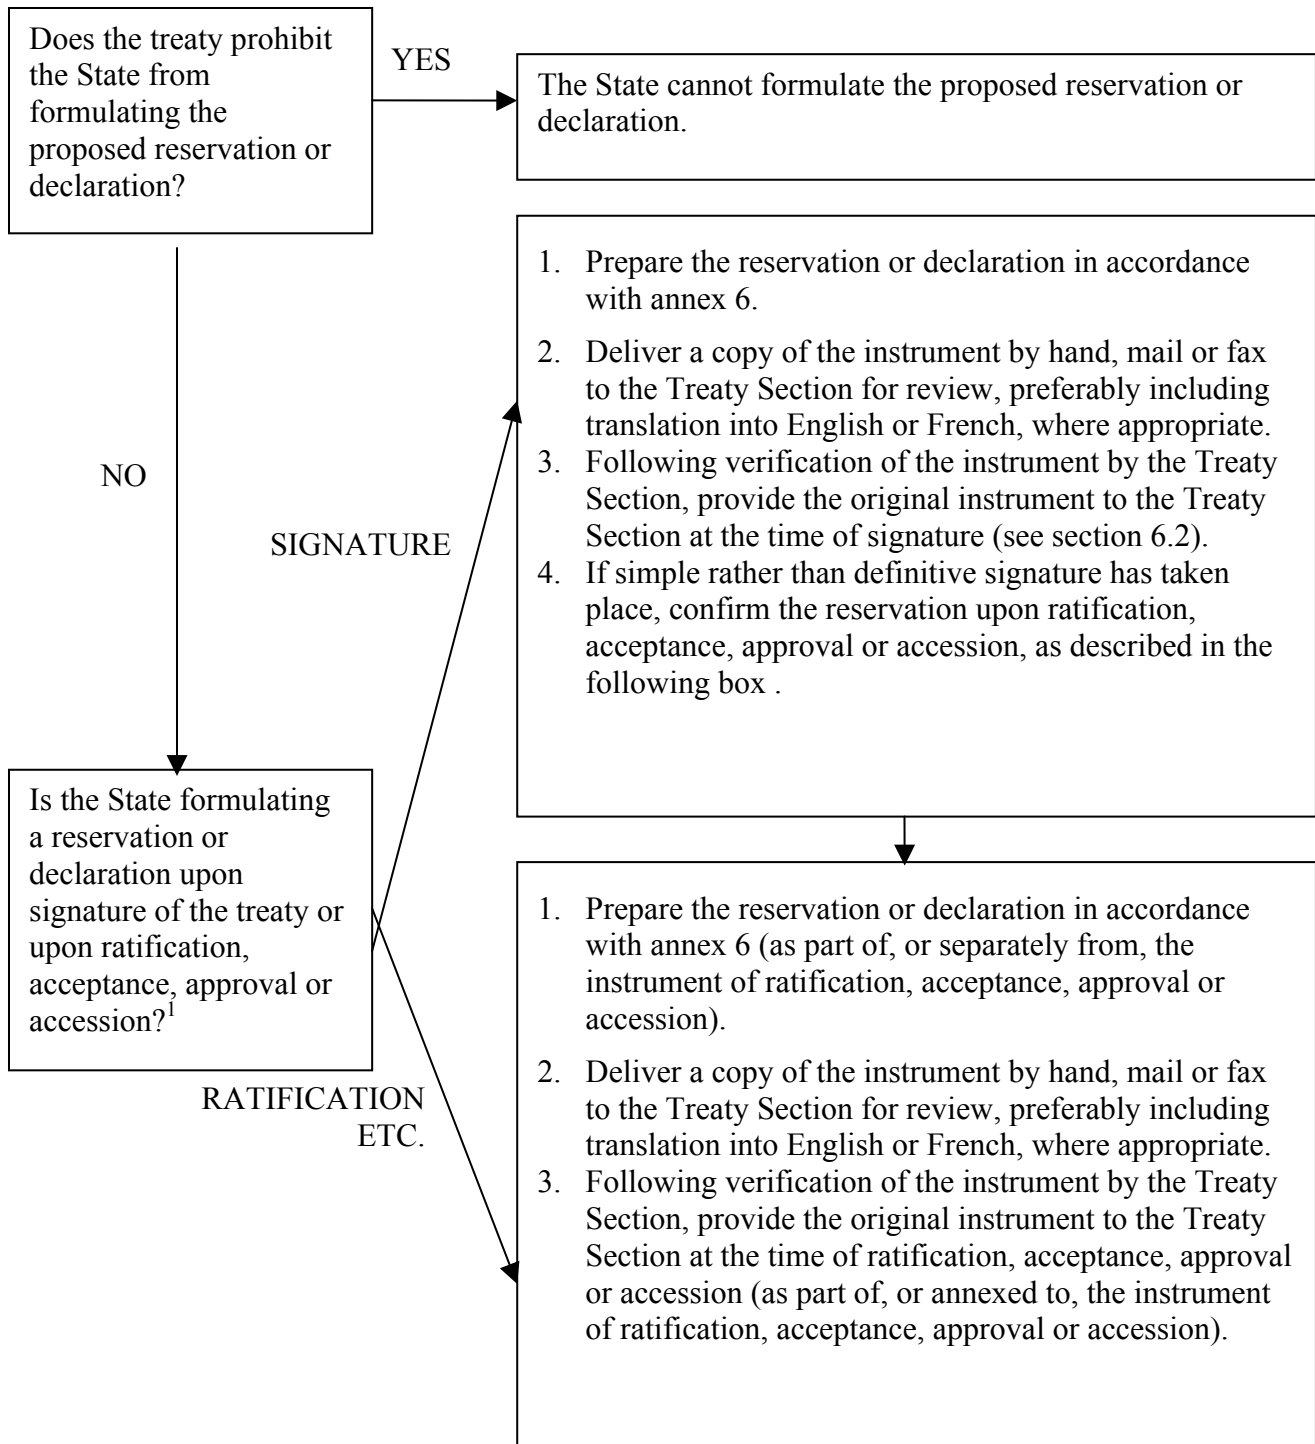 Does the treaty prohibit
the State from
formulating the
proposed reservation or
declaration?
YES
The State cannot formulate the proposed reservation or
declaration.
NO
SIGNATURE
1. Prepare the reservation or declaration in accordance
with annex 6.
2. Deliver a copy of the instrument by hand, mail or fax
to the Treaty Section for review, preferably including
translation into English or French, where appropriate.
3. Following verification of the instrument by the Treaty
Section, provide the original instrument to the Treaty
Section at the time of signature (see section 6.2).
4. If simple rather than definitive signature has taken
place, confirm the reservation upon ratification,
acceptance, approval or accession, as described in the
following box .
Is the State formulating
a reservation or
declaration upon
signature of the treaty or
upon ratification,
acceptance, approval or
accession?1
RATIFICATION
ETC.
1. Prepare the reservation or declaration in accordance
with annex 6 (as part of, or separately from, the
instrument of ratification, acceptance, approval or
accession).
2. Deliver a copy of the instrument by hand, mail or fax
to the Treaty Section for review, preferably including
translation into English or French, where appropriate.
3. Following verification of the instrument by the Treaty
Section, provide the original instrument to the Treaty
Section at the time of ratification, acceptance, approval
or accession (as part of, or annexed to, the instrument
of ratification, acceptance, approval or accession).